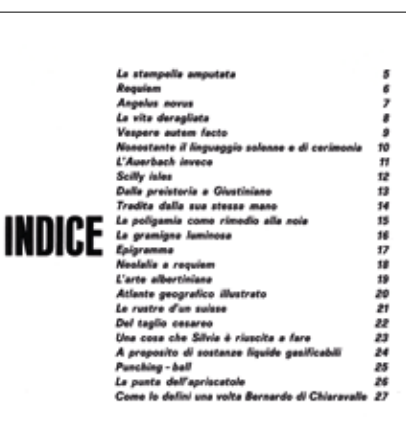 INDICE
La stampella amputata 5
Requiem 6
Angelus novus 7
La vita deragliata 8
Vespere autem facto 9
Nonostante il linguaggio solenne e di cerimonia 10
L'Auerbach invece 11
Scilly isles 12
Dalla preistoria a Giustiniano 13
Tradita dalla sua stessa mano 14
La poligamia come rimedio alla noia 15
La gramigna luminosa 16
Epigramma 17
Neolalia e requiem 18
L'arte albertiniana 19
Atlante geografico illustrato 20
Le rustre d'un suisse 21
Del taglio cesareo 22
Una cosa che Silvia è riuscita a fare 23
A proposito di sostanze liquide gasificabili 24
Punching-ball 25
La punta dell'apriscatole 26
Come lo definì una volta Bernardo di Chiaravalle 27